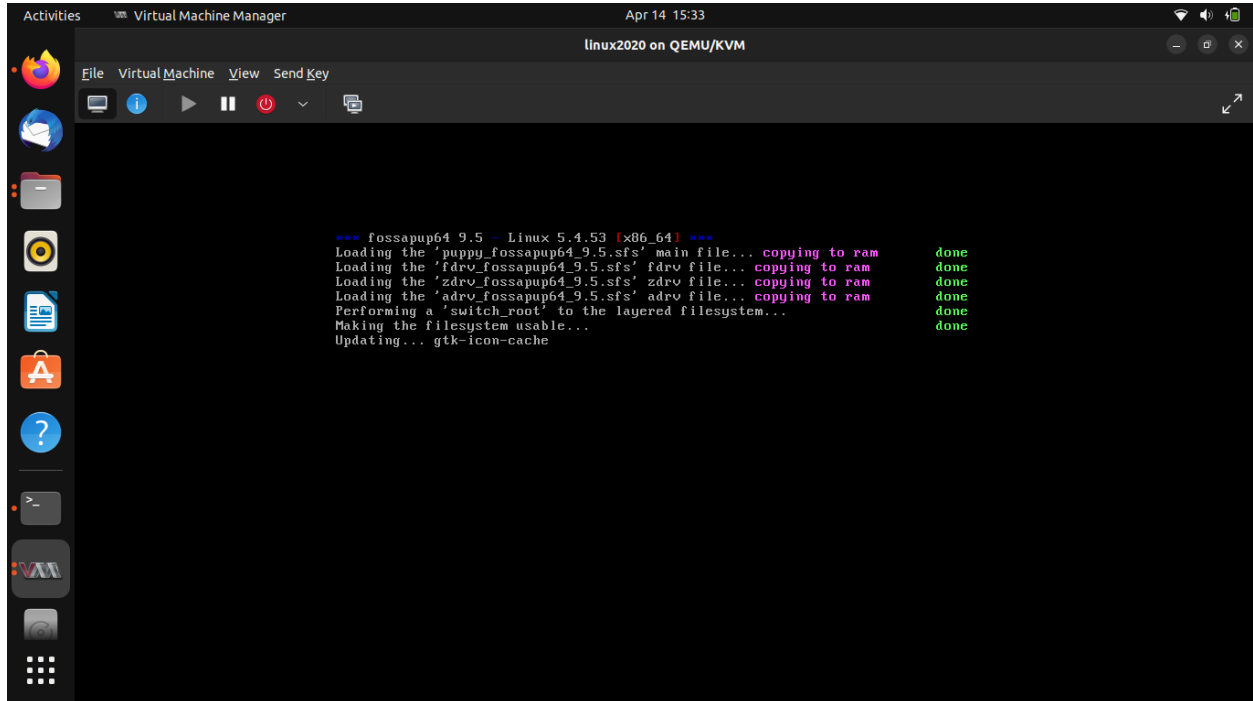 Activities Virtual Machine Manager Apr 14 15:33
linux2020 on QEMU/KVM
File Virtual Machine View Send Key
*** fossapup64 9.5 - Linux 5.4.53 [x86_64] ***
Loading the 'puppy_fossapup64_9.5.sfs' main file... copying to ram done
Loading the 'fdrv_fossapup64_9.5.sfs' fdrv file... copying to ram done
Loading the 'zdrv_fossapup64_9.5.sfs' zdrv file... copying to ram done
Loading the 'adrv_fossapup64_9.5.sfs' adrv file... copying to ram done
Performing a 'switch_root' to the layered filesystem... done
Making the filesystem usable... done
Updating... gtk-icon-cache